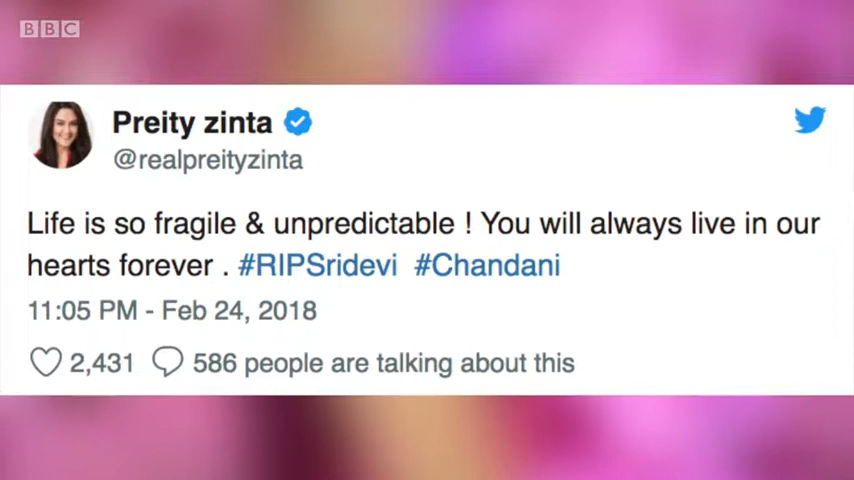 BBC
Preity zinta
@realpreityzinta
Life is so fragile & unpredictable ! You will always live in our
hearts forever . #RIPSridevi #Chandani
11:05 PM - Feb 24, 2018
2,431 586 people are talking about this